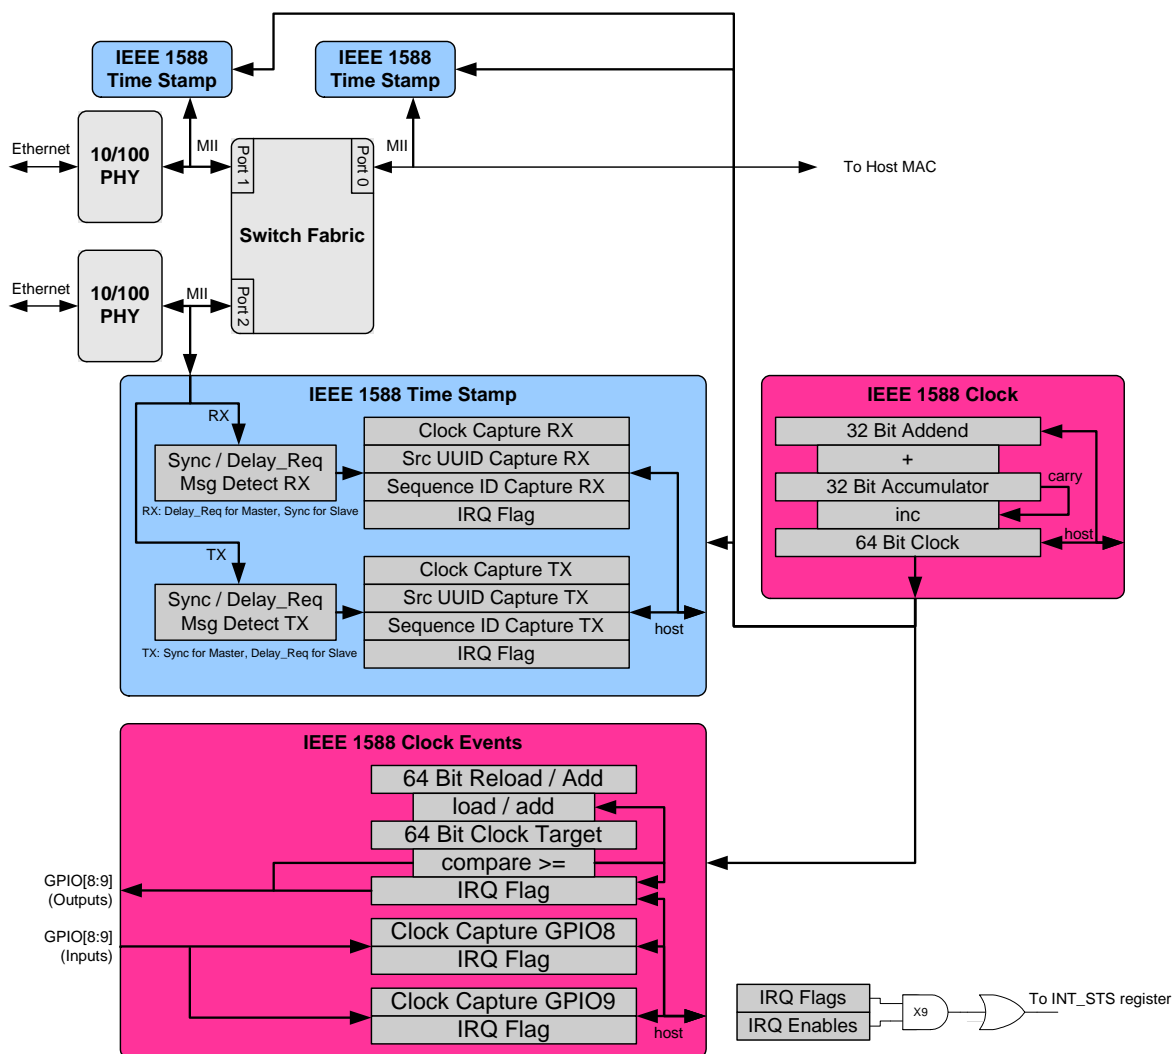 IEEE 1588
Time Stamp
IEEE 1588
Time Stamp
Ethernet
10/100
PHY
MII
Port 1
Port 0
MII
To Host MAC
Switch Fabric
Ethernet
10/100
PHY
MII
Port 2
IEEE 1588 Time Stamp
RX
Sync / Delay_Req
Msg Detect RX
RX: Delay_Req for Master, Sync for Slave
Clock Capture RX
Src UUID Capture RX
Sequence ID Capture RX
IRQ Flag
TX
Sync / Delay_Req
Msg Detect TX
TX: Sync for Master, Delay_Req for Slave
Clock Capture TX
Src UUID Capture TX
Sequence ID Capture TX
IRQ Flag
host
IEEE 1588 Clock
32 Bit Addend
+
32 Bit Accumulator
carry
inc
64 Bit Clock
host
IEEE 1588 Clock Events
64 Bit Reload / Add
load / add
64 Bit Clock Target
compare >=
IRQ Flag
GPIO[8:9]
(Outputs)
GPIO[8:9]
(Inputs)
Clock Capture GPIO8
IRQ Flag
Clock Capture GPIO9
IRQ Flag
host
IRQ Flags
IRQ Enables
X9
To INT_STS register